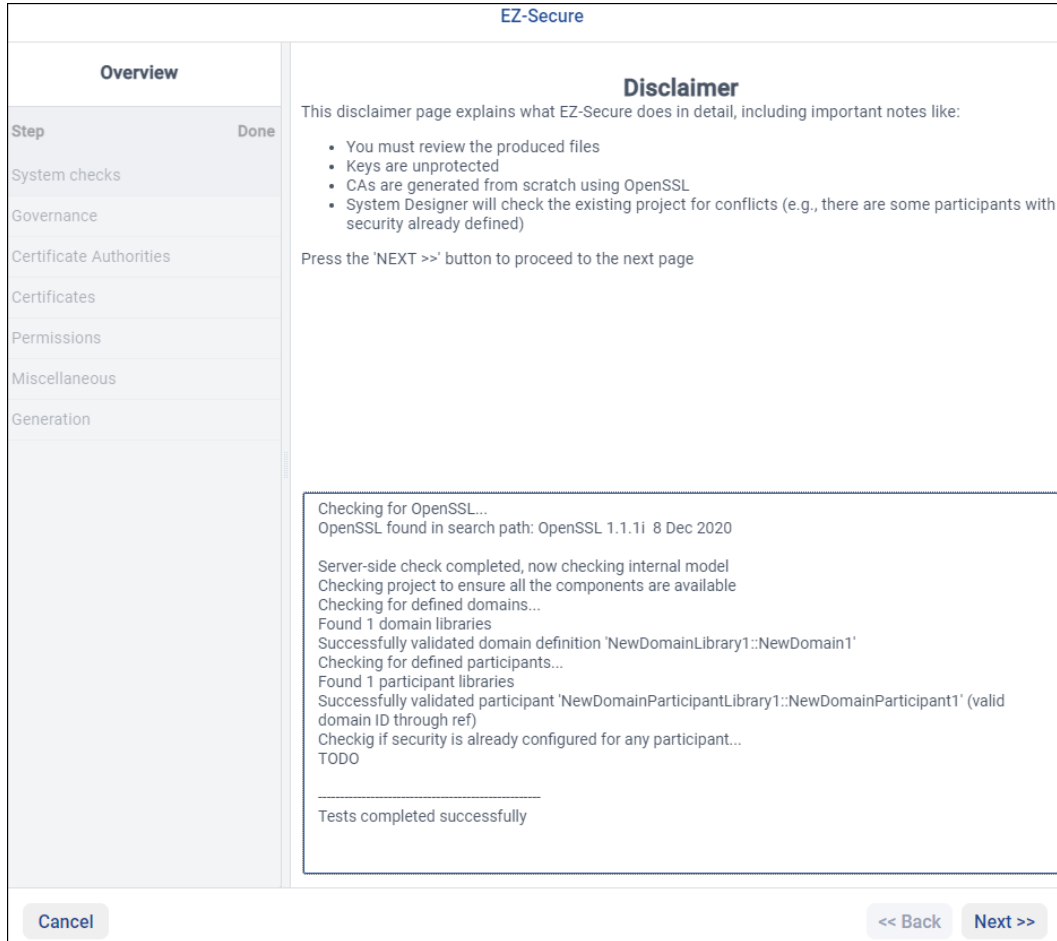 EZ-Secure
Overview
Step Done
System checks
Governance
Certificate Authorities
Certificates
Permissions
Miscellaneous
Generation
Disclaimer
This disclaimer page explains what EZ-Secure does in detail, including important notes like:
• You must review the produced files
• Keys are unprotected
• CAs are generated from scratch using OpenSSL
• System Designer will check the existing project for conflicts (e.g., there are some participants with
security already defined)
Press the 'NEXT >>' button to proceed to the next page
Checking for OpenSSL...
OpenSSL found in search path: OpenSSL 1.1.1i 8 Dec 2020
Server-side check completed, now checking internal model
Checking project to ensure all the components are available
Checking for defined domains...
Found 1 domain libraries
Successfully validated domain definition 'NewDomainLibrary1::NewDomain1'
Checking for defined participants...
Found 1 participant libraries
Successfully validated participant 'NewDomainParticipantLibrary1::NewDomainParticipant1' (valid
domain ID through ref)
Checkig if security is already configured for any participant...
TODO
--------------------------------------------------
Tests completed successfully
Cancel
<< Back Next >>